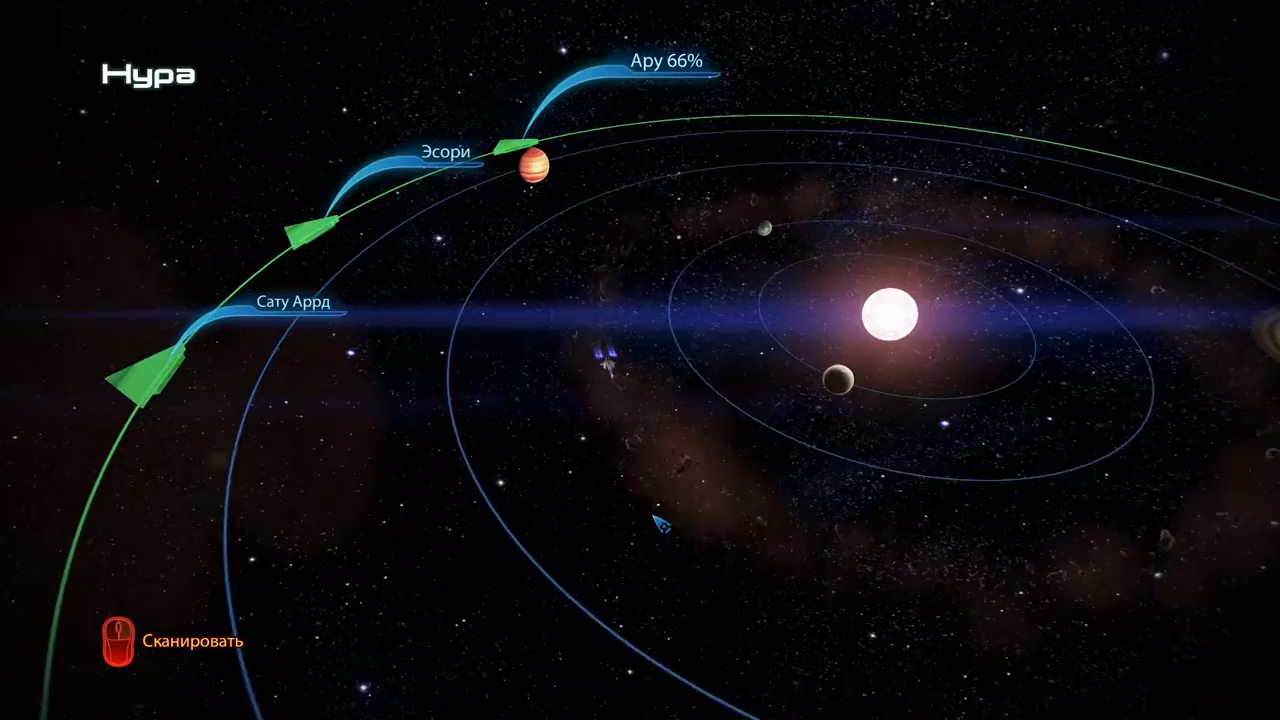 Нура
Ару 66%
Эсори
Сату Аррд
Сканировать